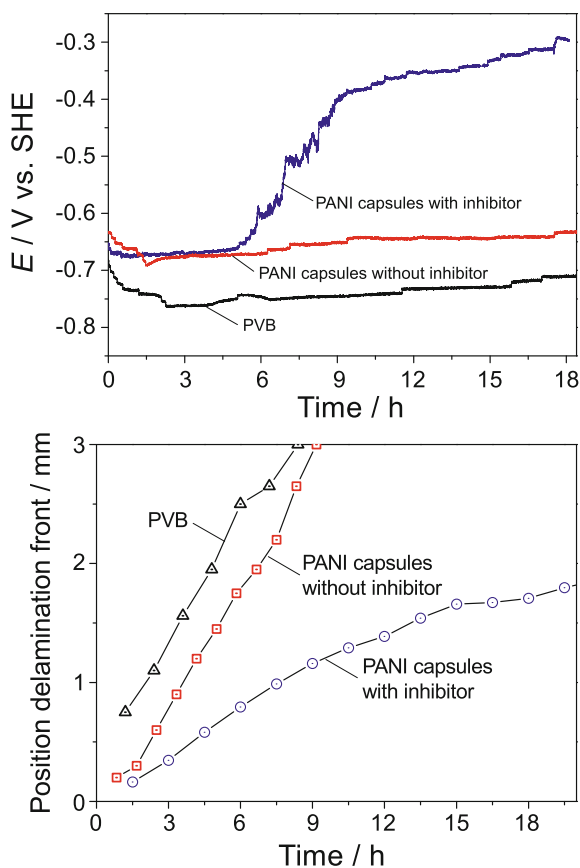 -0.3
-0.4
-0.5
-0.6
-0.7
-0.8
E / V vs. SHE
PANI capsules with inhibitor
PANI capsules without inhibitor
PVB
0 3 6 9 12 15 18
Time / h
3
2
1
0
Position delamination front / mm
PVB
PANI capsules
without inhibitor
PANI capsules
with inhibitor
0 3 6 9 12 15 18
Time / h